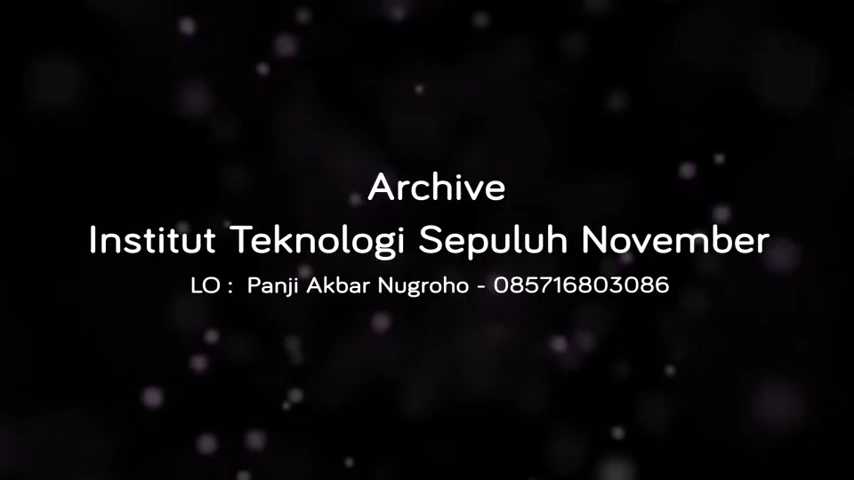 Archive
Institut Teknologi Sepuluh November
LO : Panji Akbar Nugroho - 085716803086